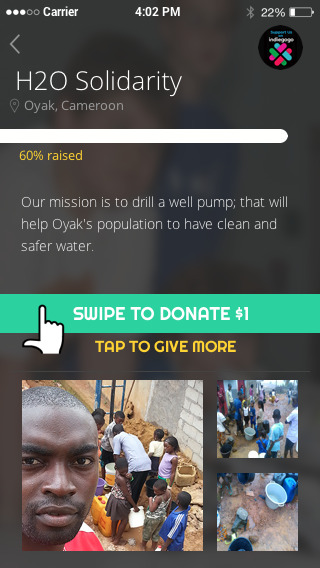 Carrier 4:02 PM 22%
Support Us on
indiegogo
H2O Solidarity
Oyak, Cameroon
60% raised
Our mission is to drill a well pump; that will
help Oyak's population to have clean and
safer water.
SWIPE TO DONATE $1
TAP TO GIVE MORE